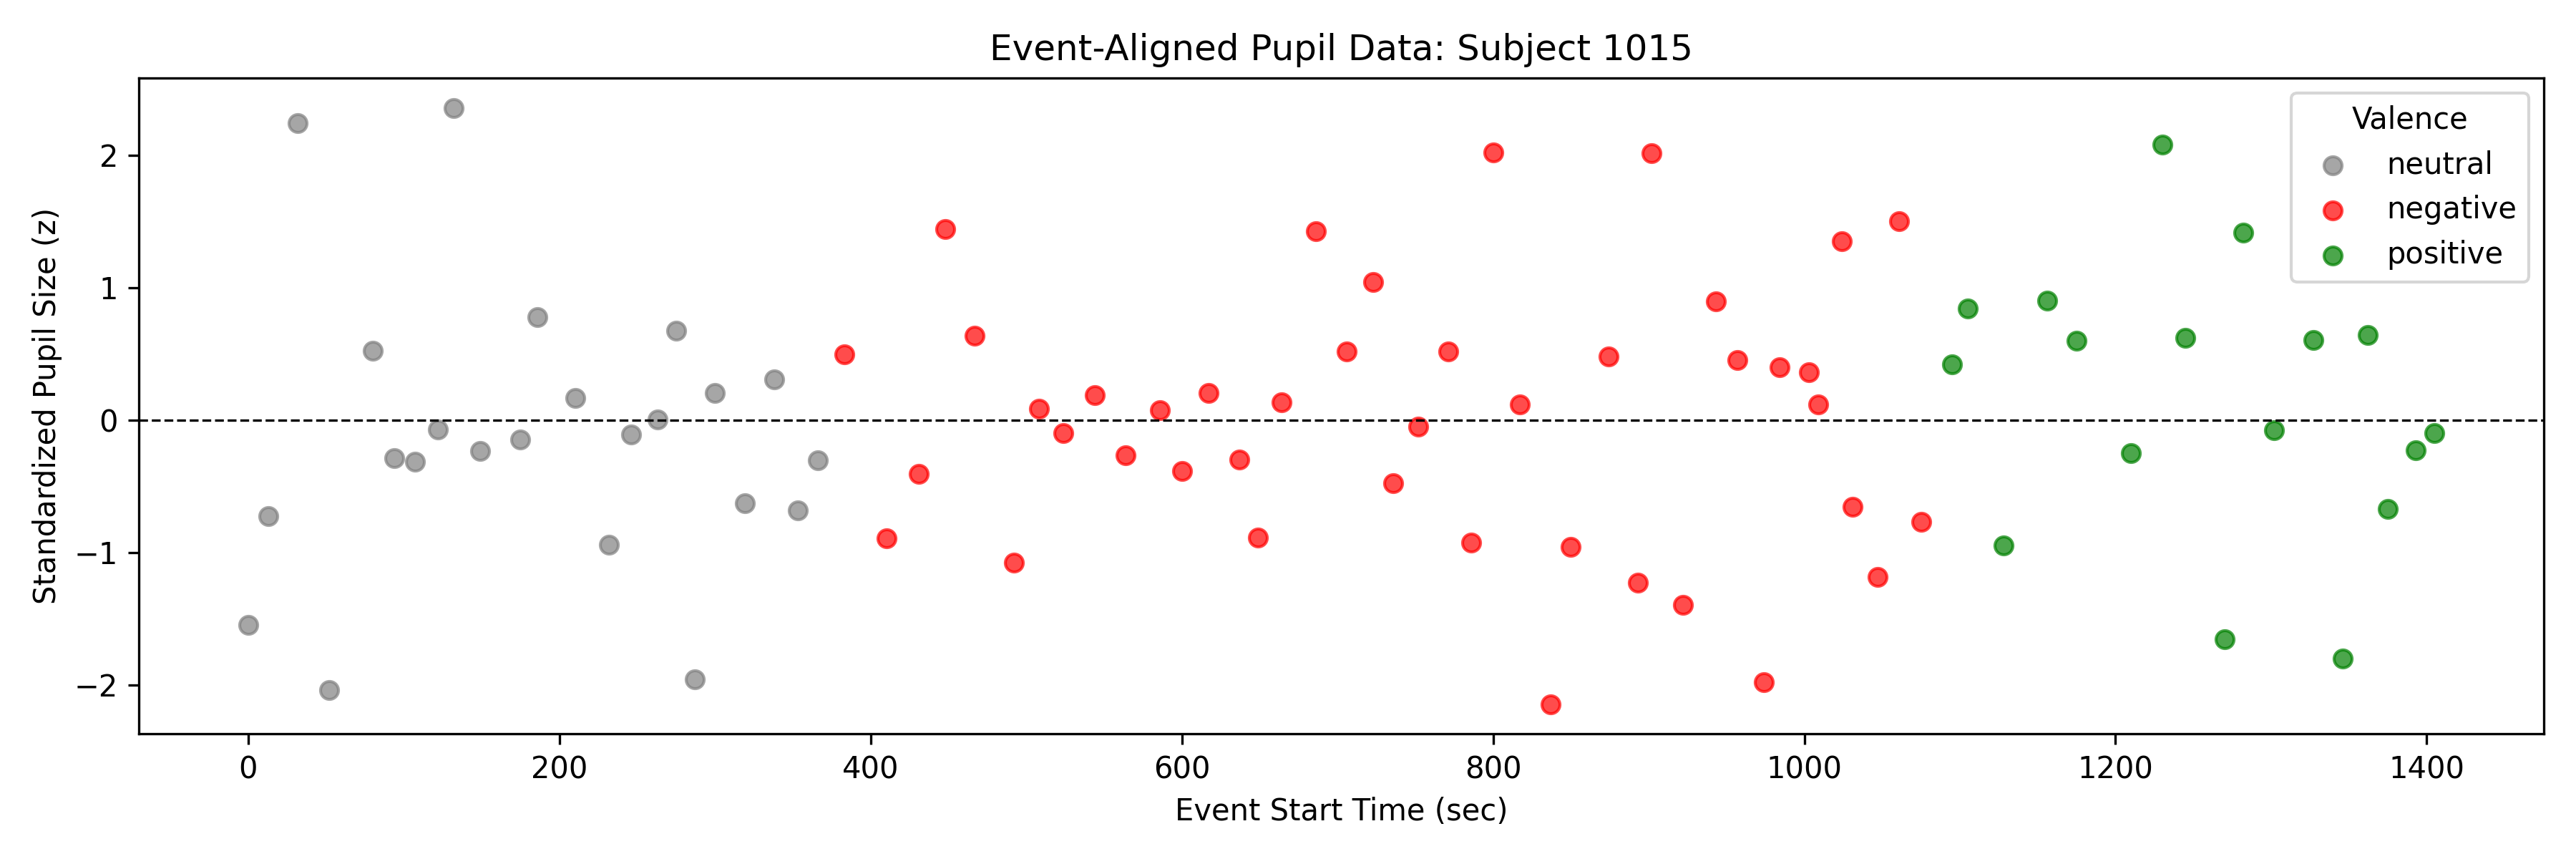 Event-Aligned Pupil Data: Subject 1015
Standardized Pupil Size (z)
2
1
0
−1
−2
Valence
neutral
negative
positive
0 200 400 600 800 1000 1200 1400
Event Start Time (sec)